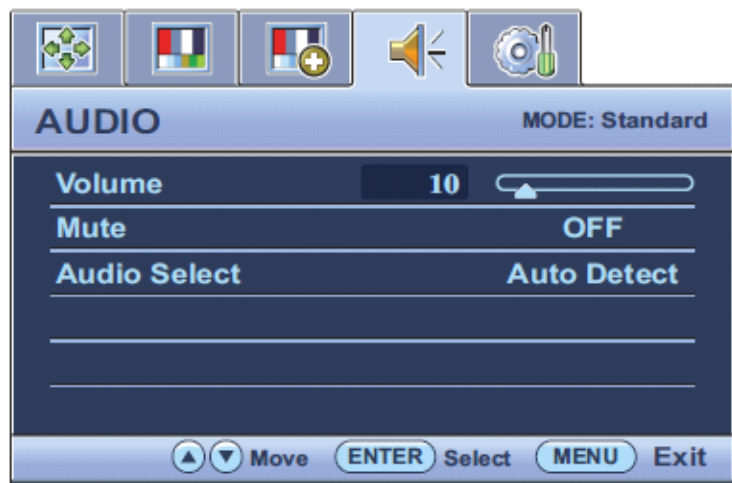 AUDIO MODE: Standard
Volume 10
Mute OFF
Audio Select Auto Detect
Move ENTER Select MENU Exit